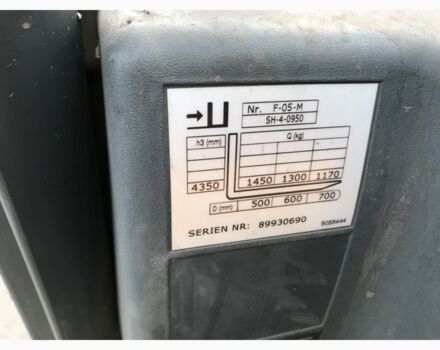 Nr. F-05-M
SH-4-0950
h3 (mm) Q (kg)
4350 1450 1300 1170
D (mm) 500 600 700
SERIEN NR: 89930690
5055444